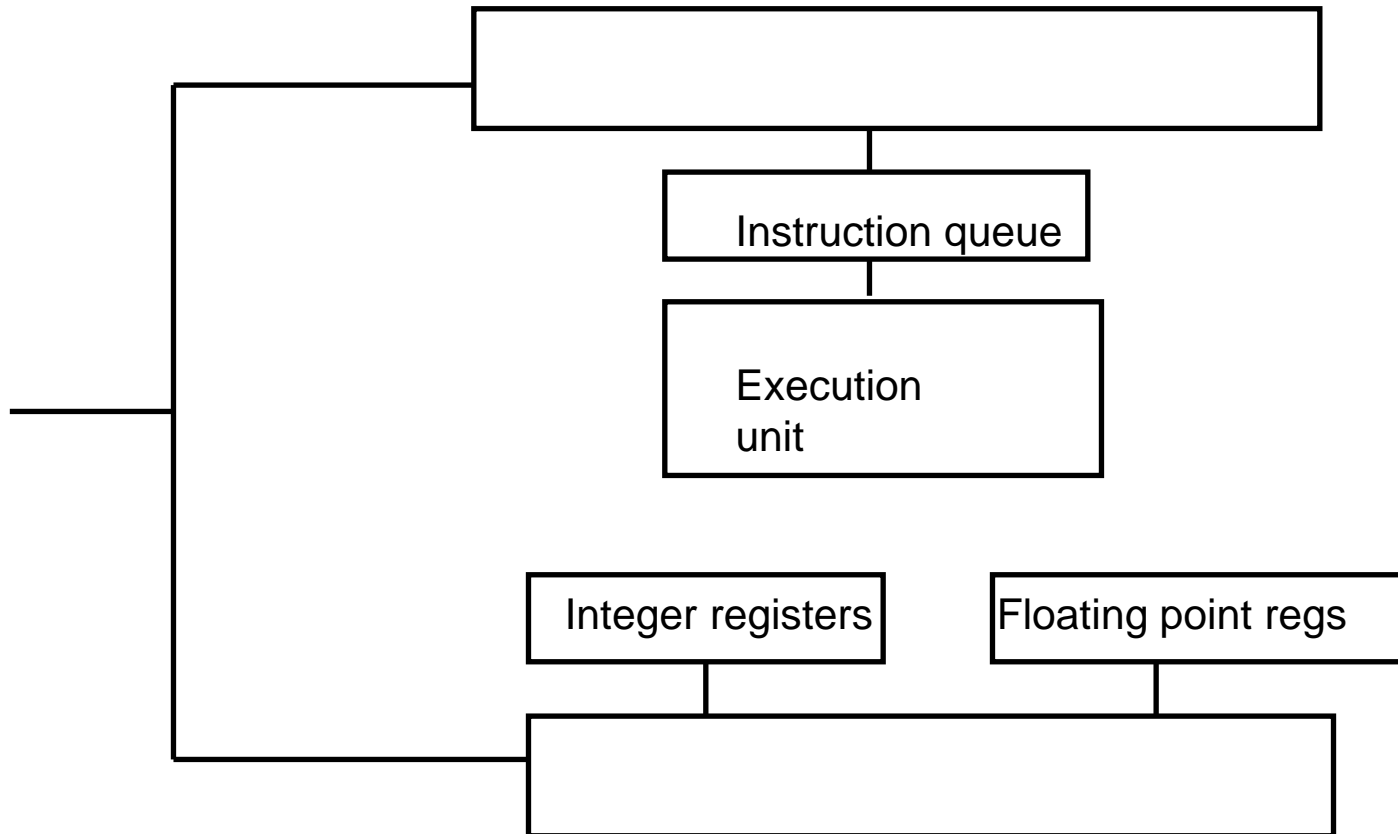 Instruction queue
Execution
unit
Integer registers
Floating point regs